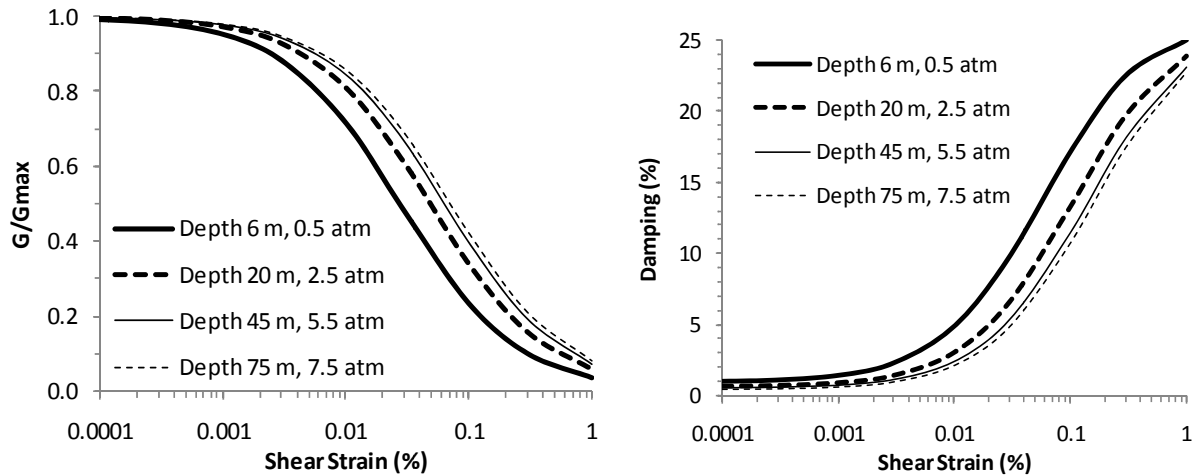 1.0
0.8
0.6
0.4
0.2
0.0
G/Gmax
Depth 6 m, 0.5 atm
Depth 20 m, 2.5 atm
Depth 45 m, 5.5 atm
Depth 75 m, 7.5 atm
0.0001 0.001 0.01 0.1 1
Shear Strain (%)
25
20
15
10
5
0
Damping (%)
Depth 6 m, 0.5 atm
Depth 20 m, 2.5 atm
Depth 45 m, 5.5 atm
Depth 75 m, 7.5 atm
0.0001 0.001 0.01 0.1 1
Shear Strain (%)